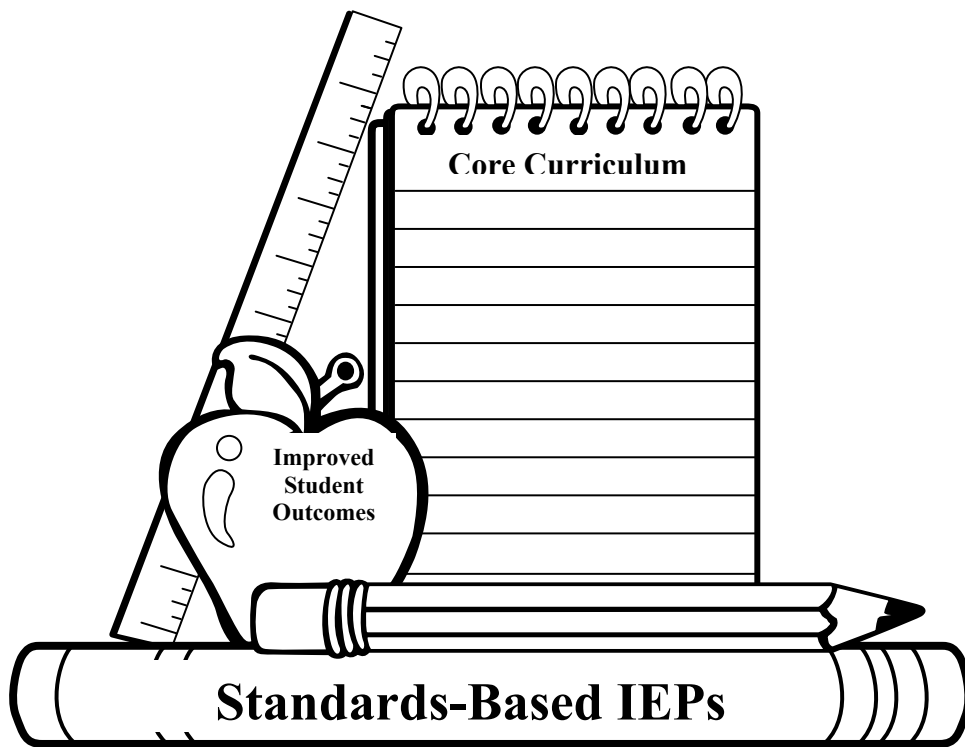 Core Curriculum
Improved
Student
Outcomes
Standards-Based IEPs